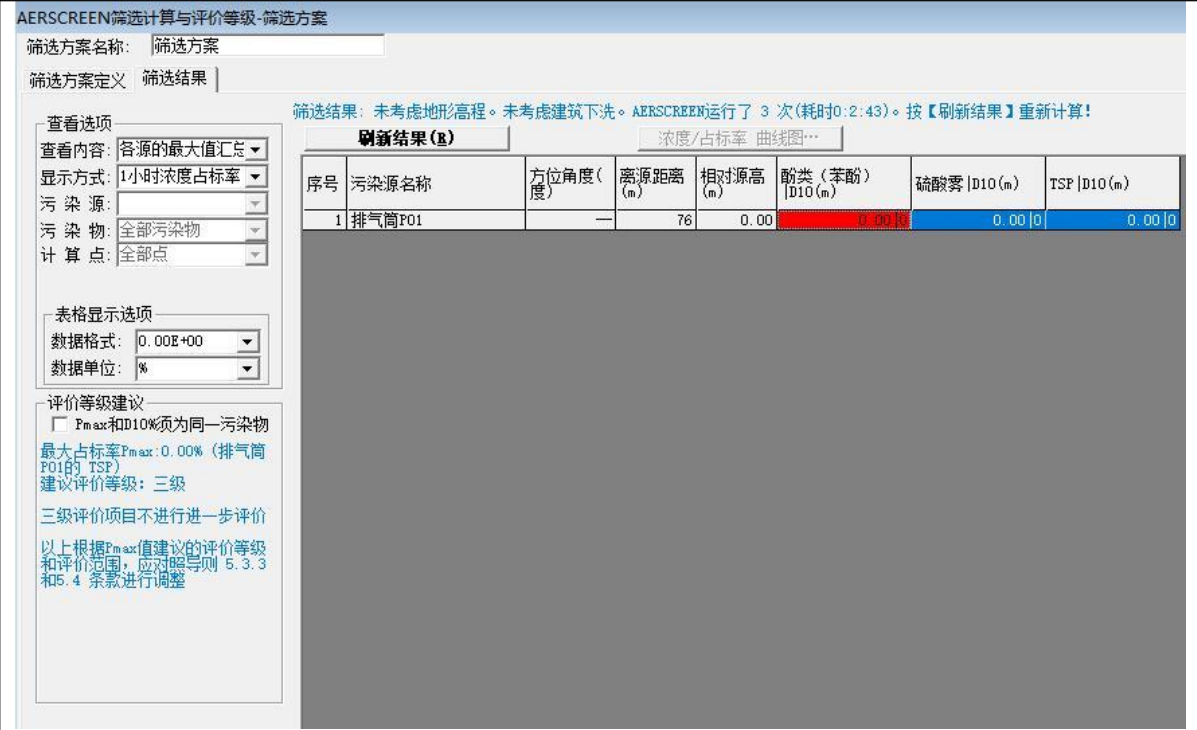 AERSCREEN筛选计算与评价等级-筛选方案
筛选方案名称: 筛选方案
筛选方案定义 筛选结果
筛选结果: 未考虑地形高程。未考虑建筑下洗。AERSCREEN运行了 3 次(耗时0:2:43)。按【刷新结果】重新计算!
刷新结果(R) 浓度/占标率 曲线图…
查看选项
查看内容: 各源的最大值汇总
显示方式: 1小时浓度占标率
污 染 源:
污 染 物: 全部污染物
计 算 点: 全部点
表格显示选项
数据格式: 0.00E+00
数据单位: %
评价等级建议
Pmax和D10%须为同一污染物
最大占标率Pmax:0.00% (排气筒
P01的 TSP)
建议评价等级: 三级
三级评价项目不进行进一步评价
以上根据Pmax值建议的评价等级
和评价范围,应对照导则 5.3.3
和5.4 条款进行调整
序号 污染源名称 方位角度(度) 离源距离(m) 相对源高(m) 酚类（苯酚）|D10(m) 硫酸雾|D10(m) TSP|D10(m)
1 排气筒P01 — 76 0.00 0.00|0 0.00|0 0.00|0